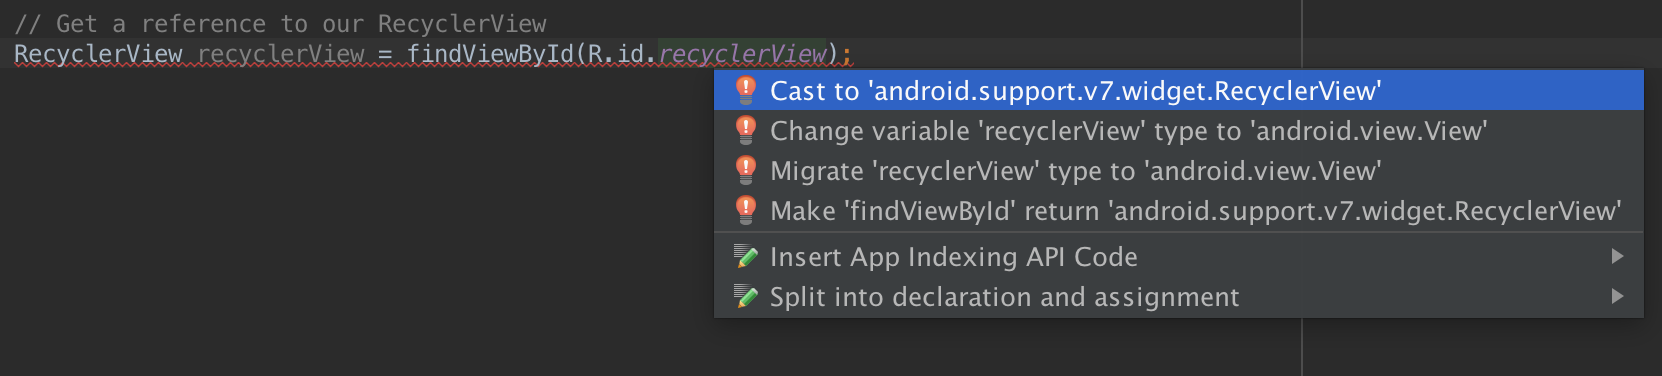 // Get a reference to our RecyclerView
RecyclerView recyclerView = findViewById(R.id.recyclerView);
Cast to 'android.support.v7.widget.RecyclerView'
Change variable 'recyclerView' type to 'android.view.View'
Migrate 'recyclerView' type to 'android.view.View'
Make 'findViewById' return 'android.support.v7.widget.RecyclerView'
Insert App Indexing API Code
Split into declaration and assignment